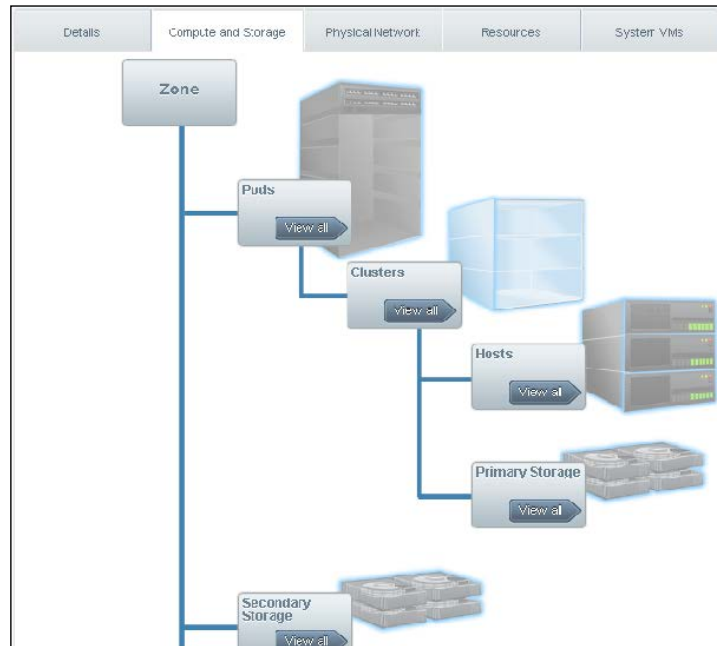 Details
Compute and Storage
Physical Network
Resources
System VMs
Zone
Pods
View all
Clusters
View all
Hosts
View all
Primary Storage
View all
Secondary
Storage
View all